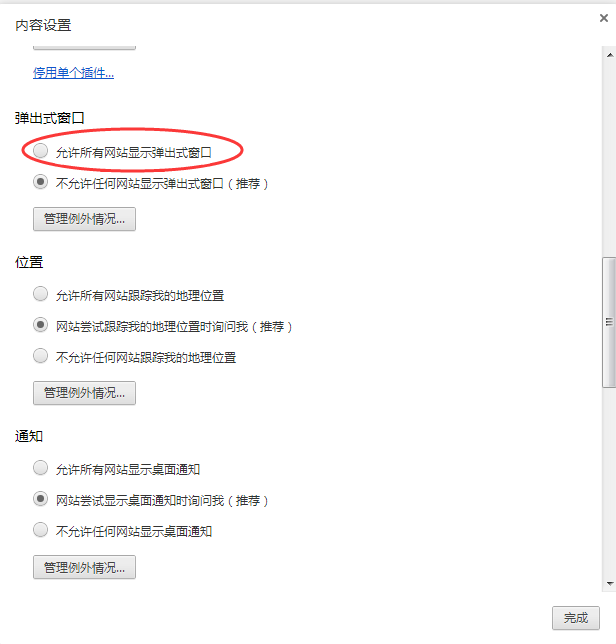 内容设置
停用单个插件...
弹出式窗口
允许所有网站显示弹出式窗口
不允许任何网站显示弹出式窗口（推荐）
管理例外情况...
位置
允许所有网站跟踪我的地理位置
网站尝试跟踪我的地理位置时询问我（推荐）
不允许任何网站跟踪我的地理位置
管理例外情况...
通知
允许所有网站显示桌面通知
网站尝试显示桌面通知时询问我（推荐）
不允许任何网站显示桌面通知
管理例外情况...
完成